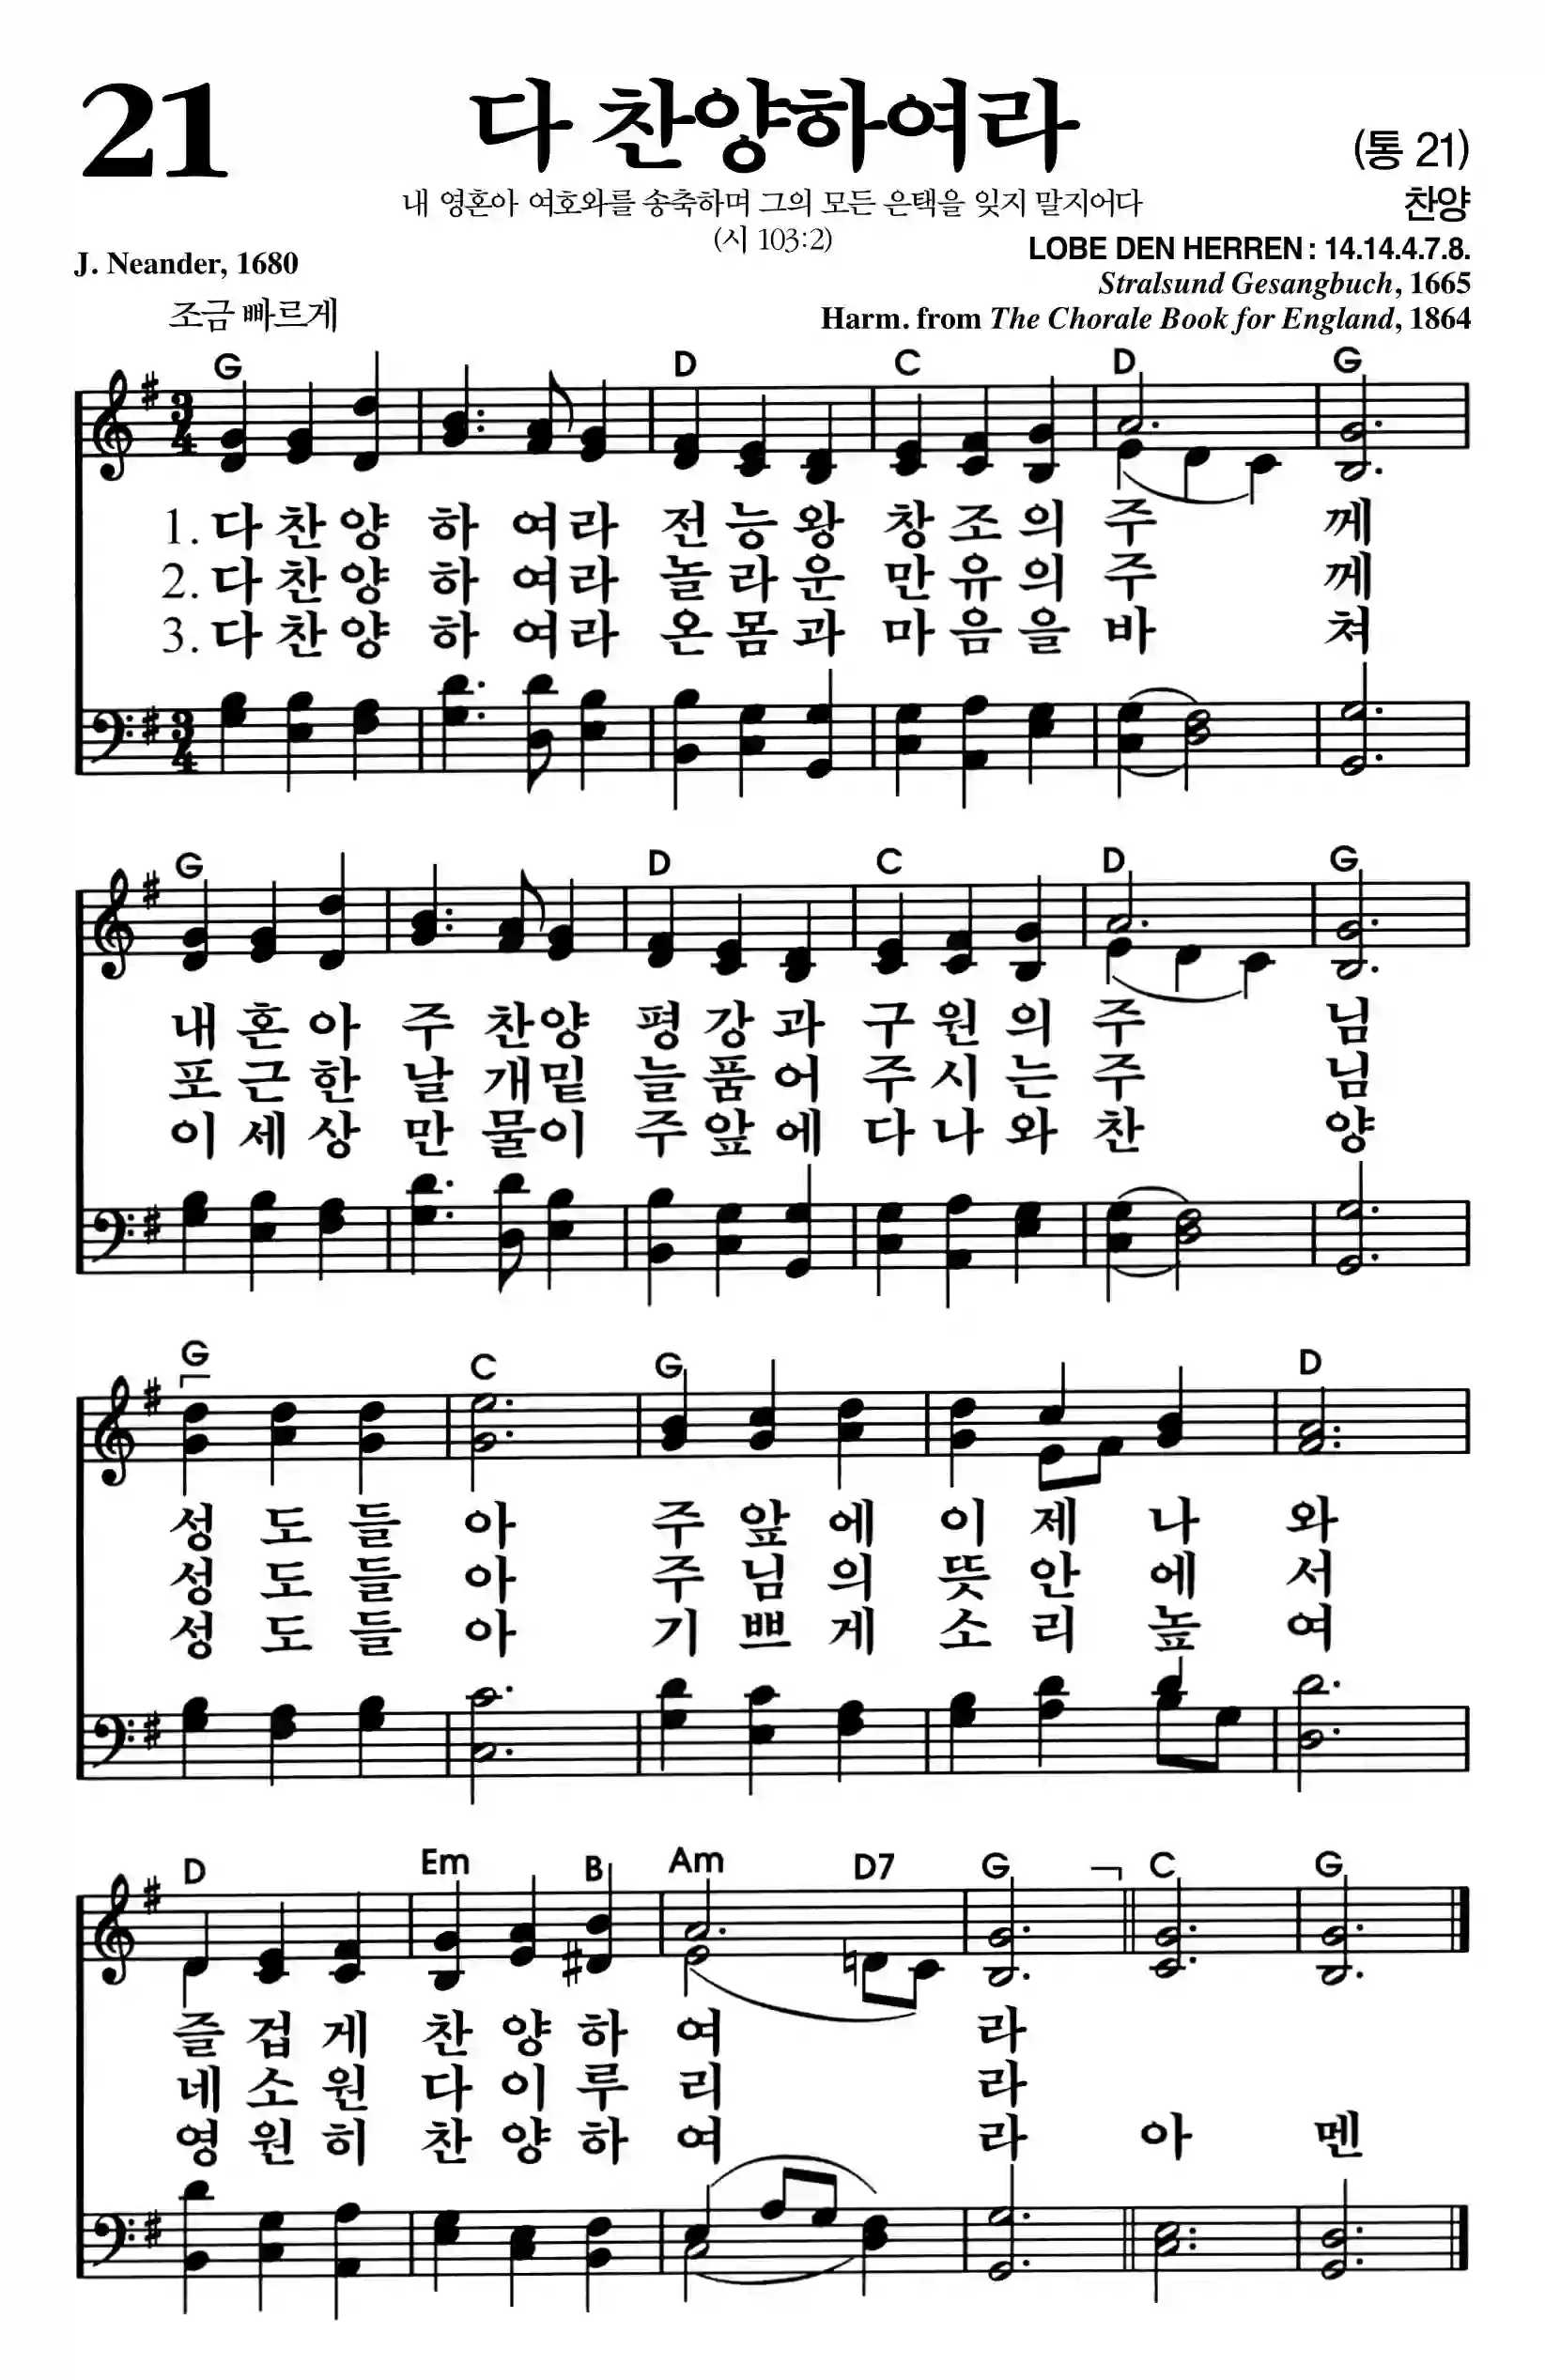 21
다 찬양하여라
(통 21)
내 영혼아 여호와를 송축하며 그의 모든 은택을 잊지 말지어다
찬양
(시 103:2)
LOBE DEN HERREN : 14.14.4.7.8.
J. Neander, 1680
Stralsund Gesangbuch, 1665
조금 빠르게
Harm. from The Chorale Book for England, 1864
G D C D G
3 4
1. 다 찬 양 하 여 라 전 능 왕 창 조 의 주 께
2. 다 찬 양 하 여 라 놀 라 운 만 유 의 주 께
3. 다 찬 양 하 여 라 온 몸 과 마 음 을 바 쳐
3 4
G D C D G
내 혼 아 주 찬 양 평 강 과 구 원 의 주 님
포 근 한 날 개 밑 늘 품 어 주 시 는 주 님
이 세 상 만 물 이 주 앞 에 다 나 와 찬 양
G C G D
성 도 들 아 주 앞 에 이 제 나 와
성 도 들 아 주 님 의 뜻 안 에 서
성 도 들 아 기 쁘 게 소 리 높 여
D Em B Am D7 G C G
즐 겁 게 찬 양 하 여 라
네 소 원 다 이 루 리 라
영 원 히 찬 양 하 여 라 아 멘